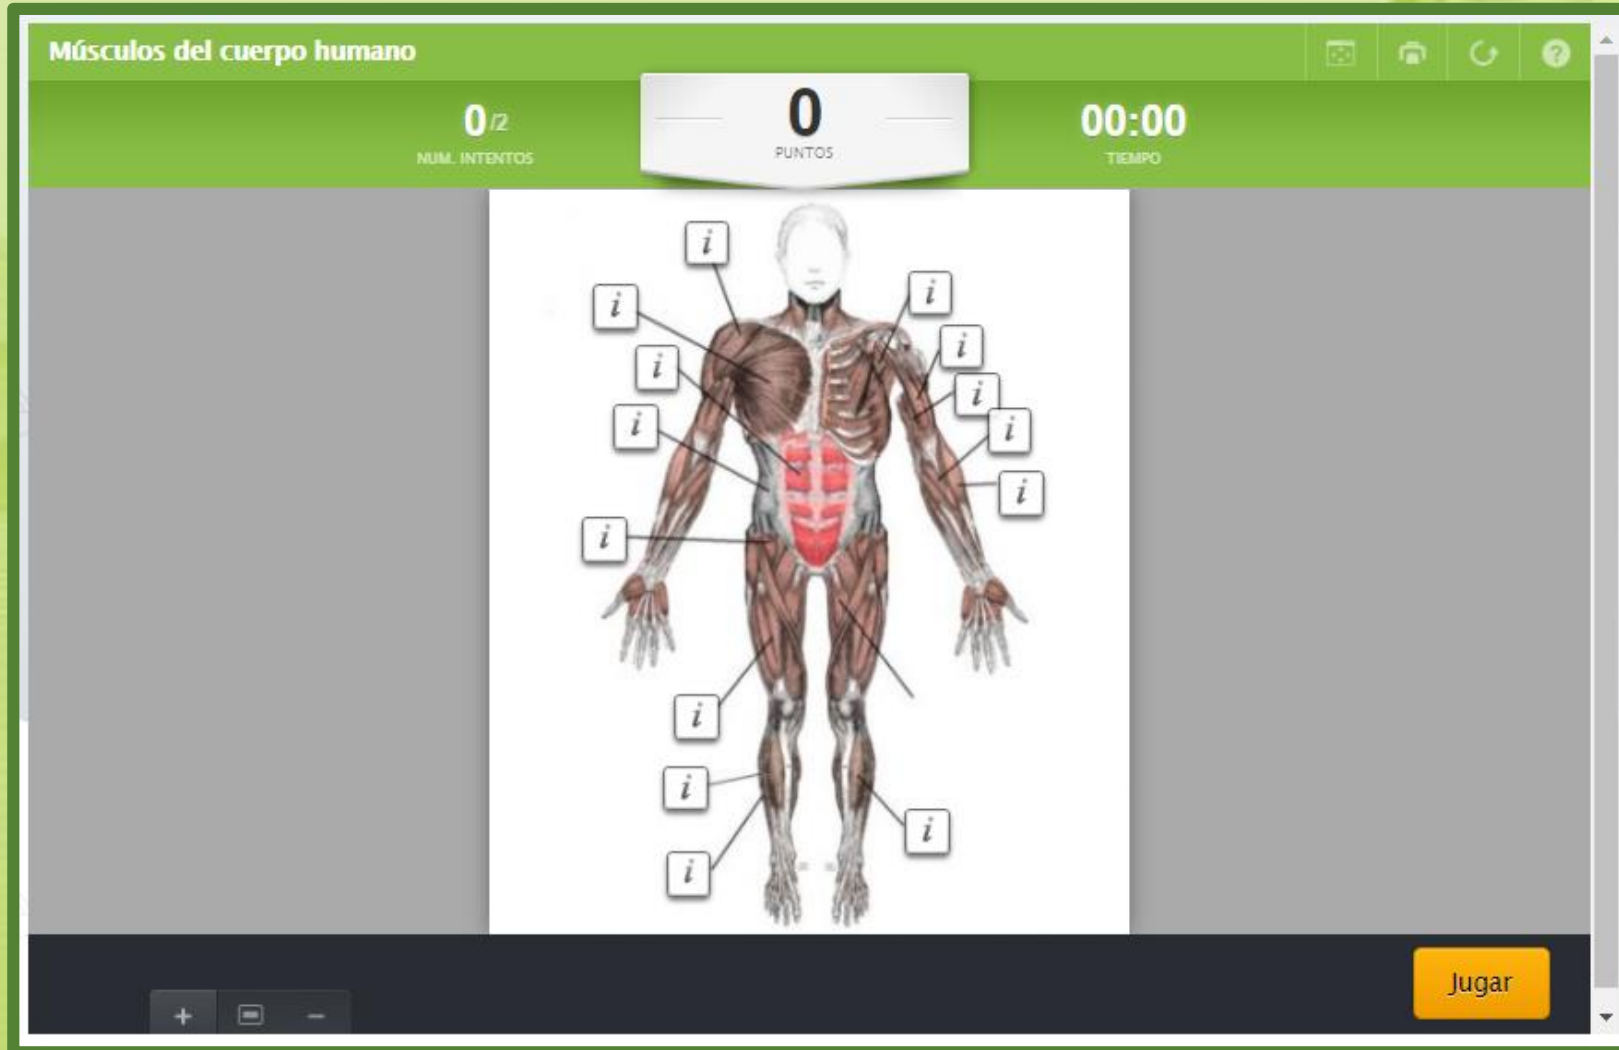 Músculos del cuerpo humano
0/2
NUM. INTENTOS
0
PUNTOS
00:00
TIEMPO
i
i
i
i
i
i
i
i
i
i
i
i
i
i
Jugar